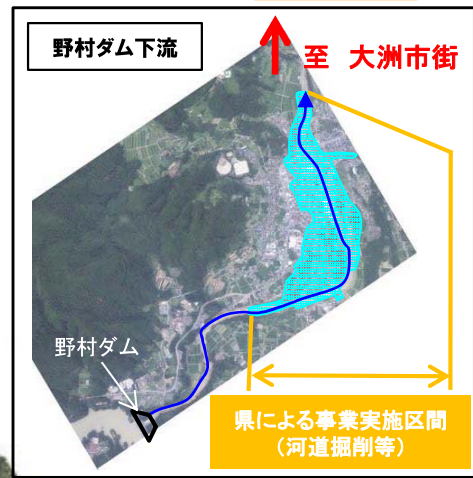 野村ダム下流
至 大洲市街
野村ダム
県による事業実施区間
(河道掘削等)